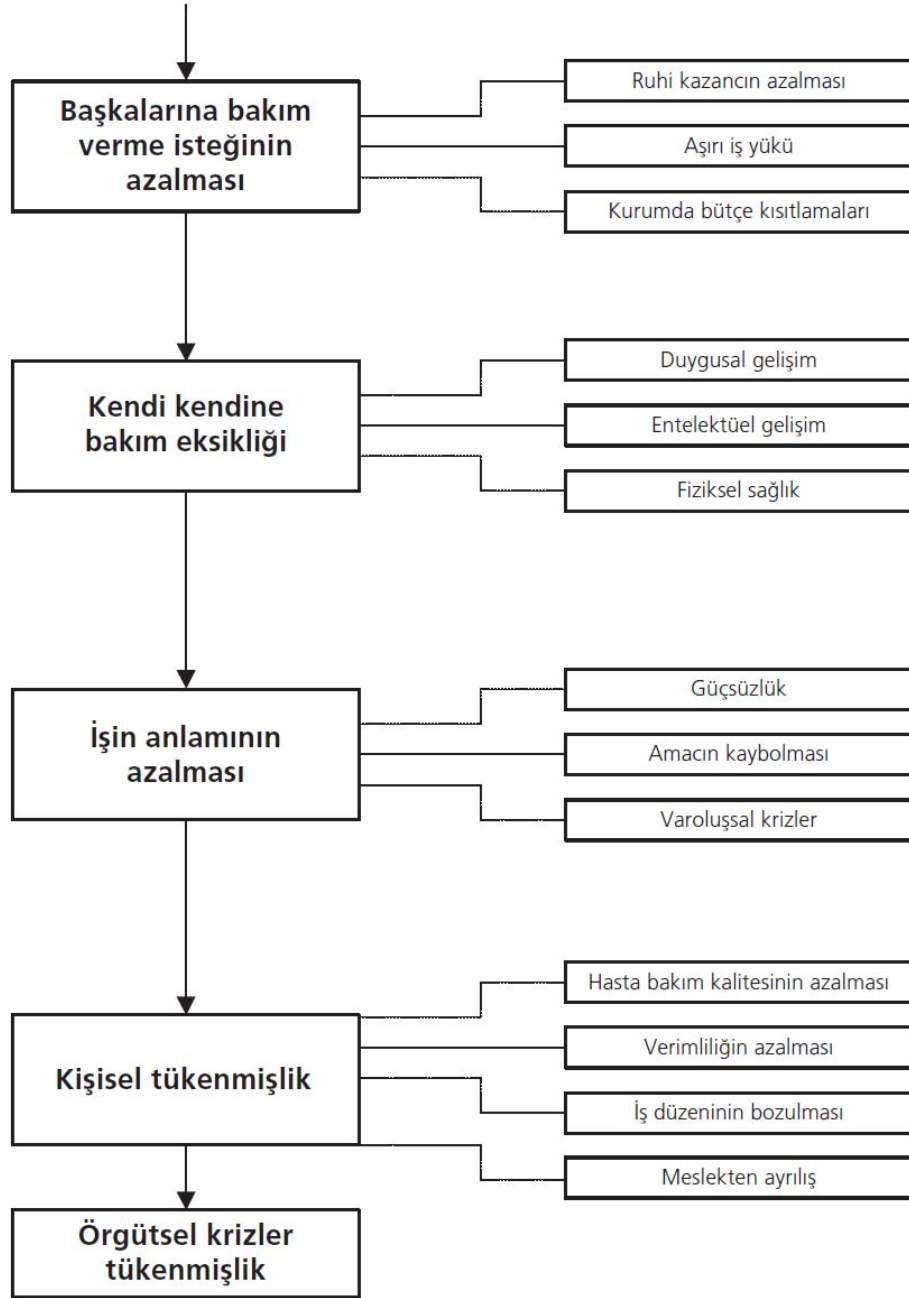 Başkalarına bakım
verme isteğinin
azalması
Ruhi kazancın azalması
Aşırı iş yükü
Kurumda bütçe kısıtlamaları
Kendi kendine
bakım eksikliği
Duygusal gelişim
Entelektüel gelişim
Fiziksel sağlık
İşin anlamının
azalması
Güçsüzlük
Amacın kaybolması
Varoluşsal krizler
Kişisel tükenmişlik
Hasta bakım kalitesinin azalması
Verimliliğin azalması
İş düzeninin bozulması
Meslekten ayrılış
Örgütsel krizler
tükenmişlik